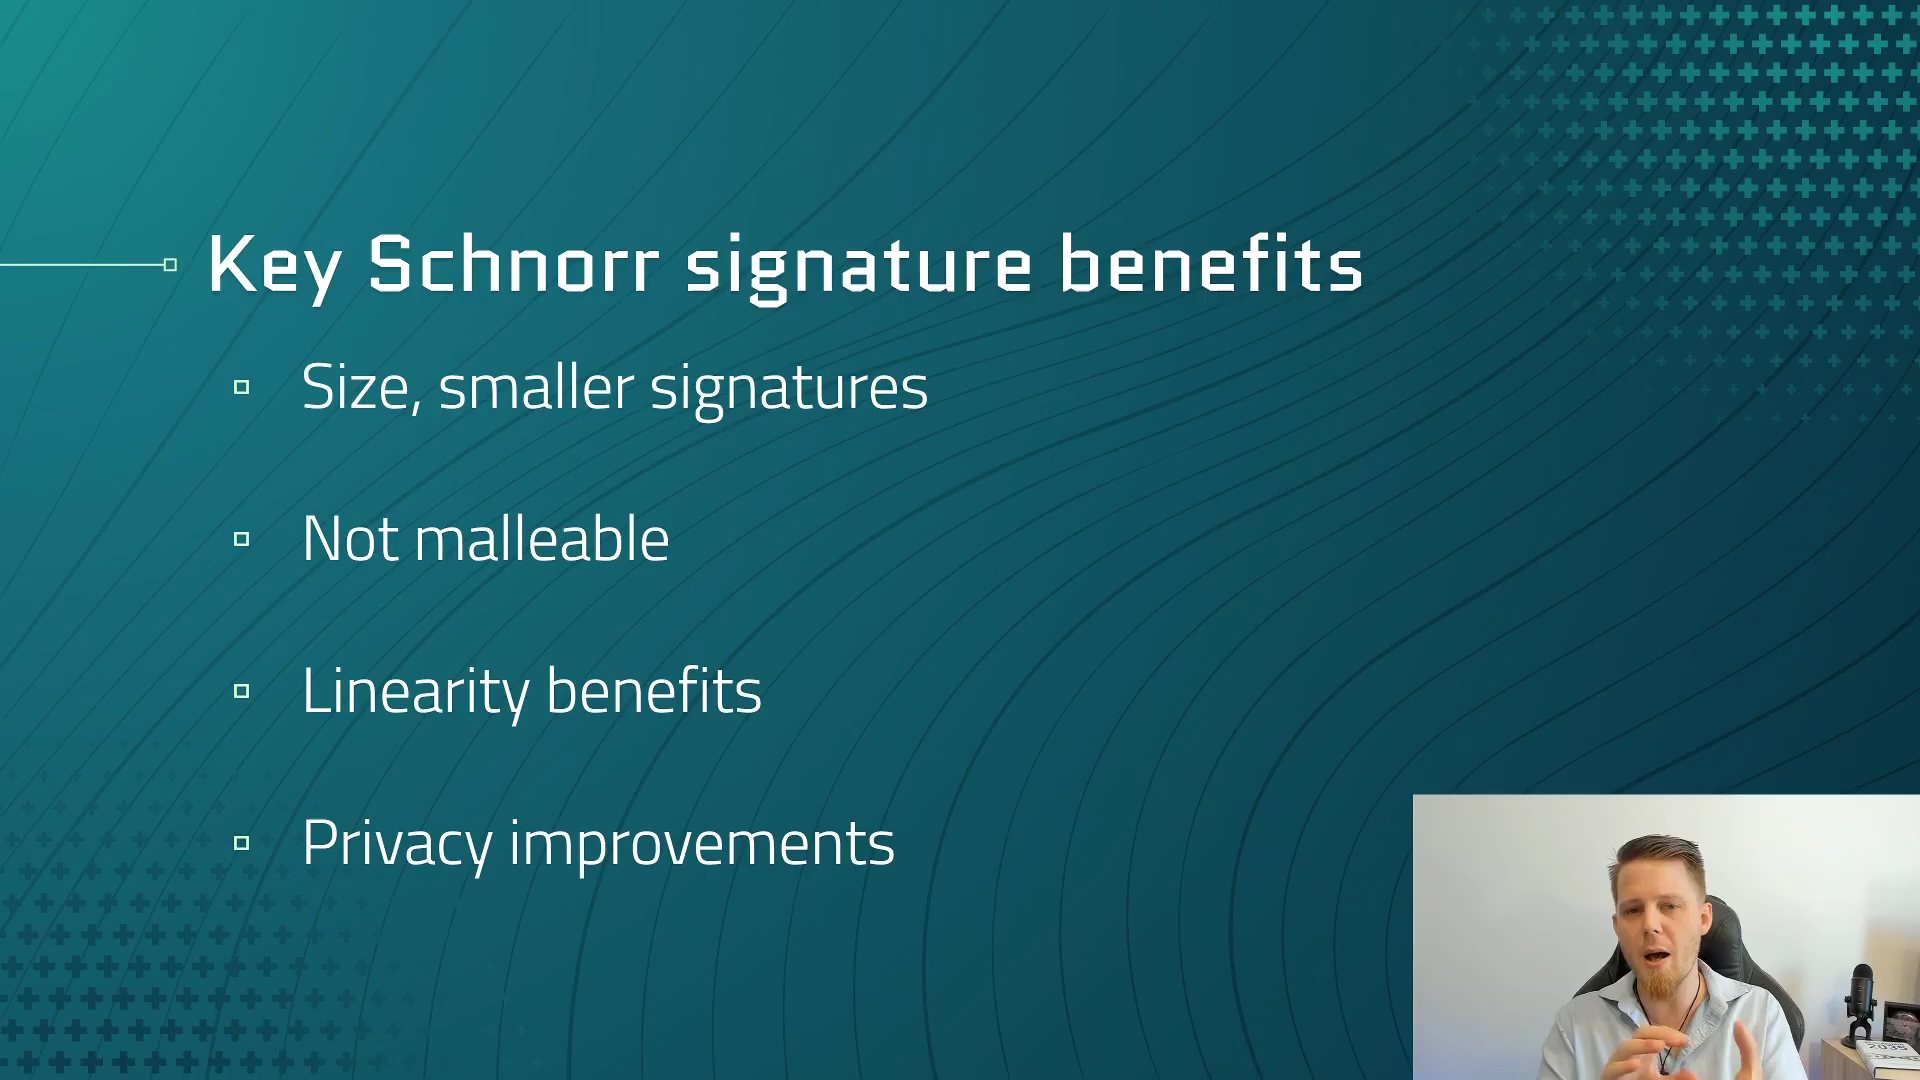 Key Schnorr signature benefits
Size, smaller signatures
Not malleable
Linearity benefits
Privacy improvements